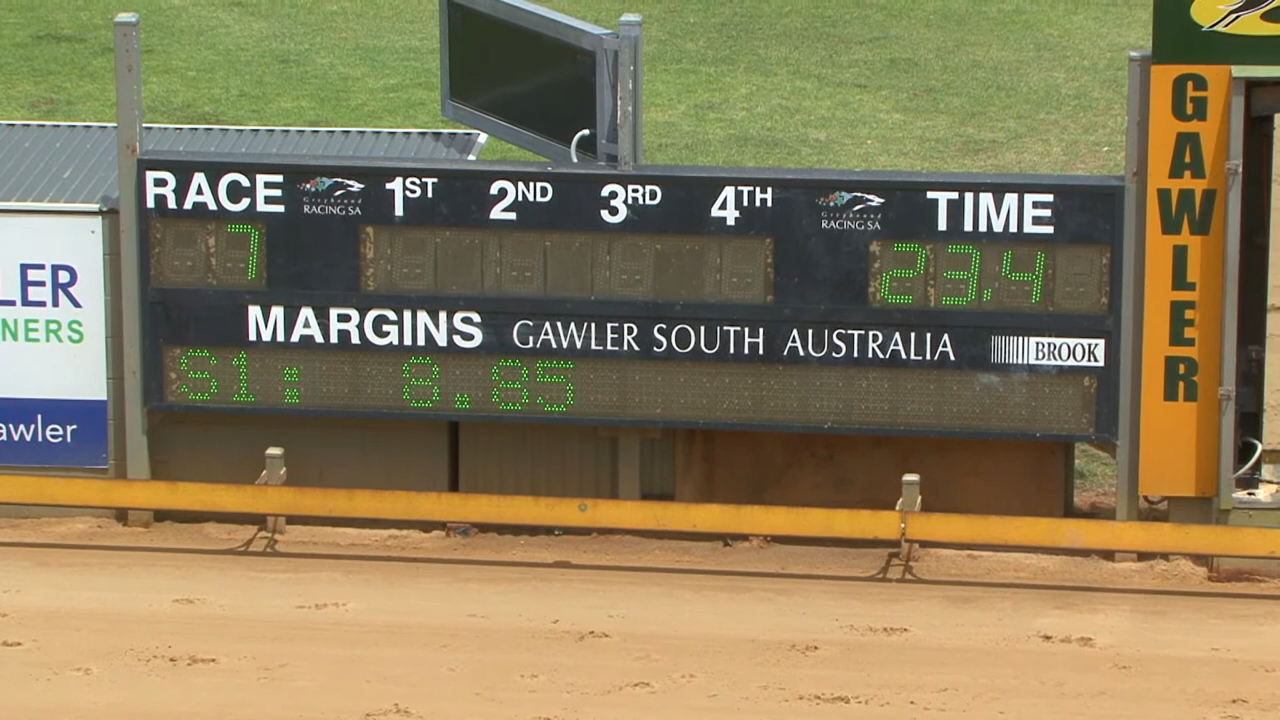 GAWLER
RACE
Greyhound
RACING SA
1ST
2ND
3RD
4TH
Greyhound
RACING SA
TIME
7
23.4
MARGINS
GAWLER SOUTH AUSTRALIA
BROOK
S1: 8.85
LER
NERS
awler